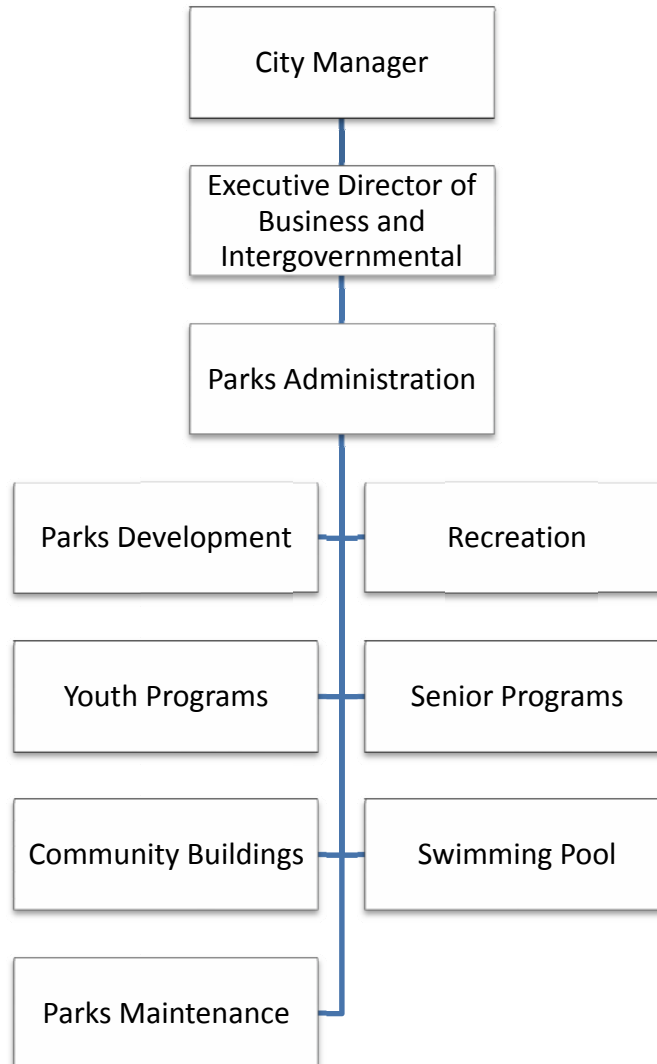 City Manager
Executive Director of
Business and
Intergovernmental
Parks Administration
Parks Development
Recreation
Youth Programs
Senior Programs
Community Buildings
Swimming Pool
Parks Maintenance